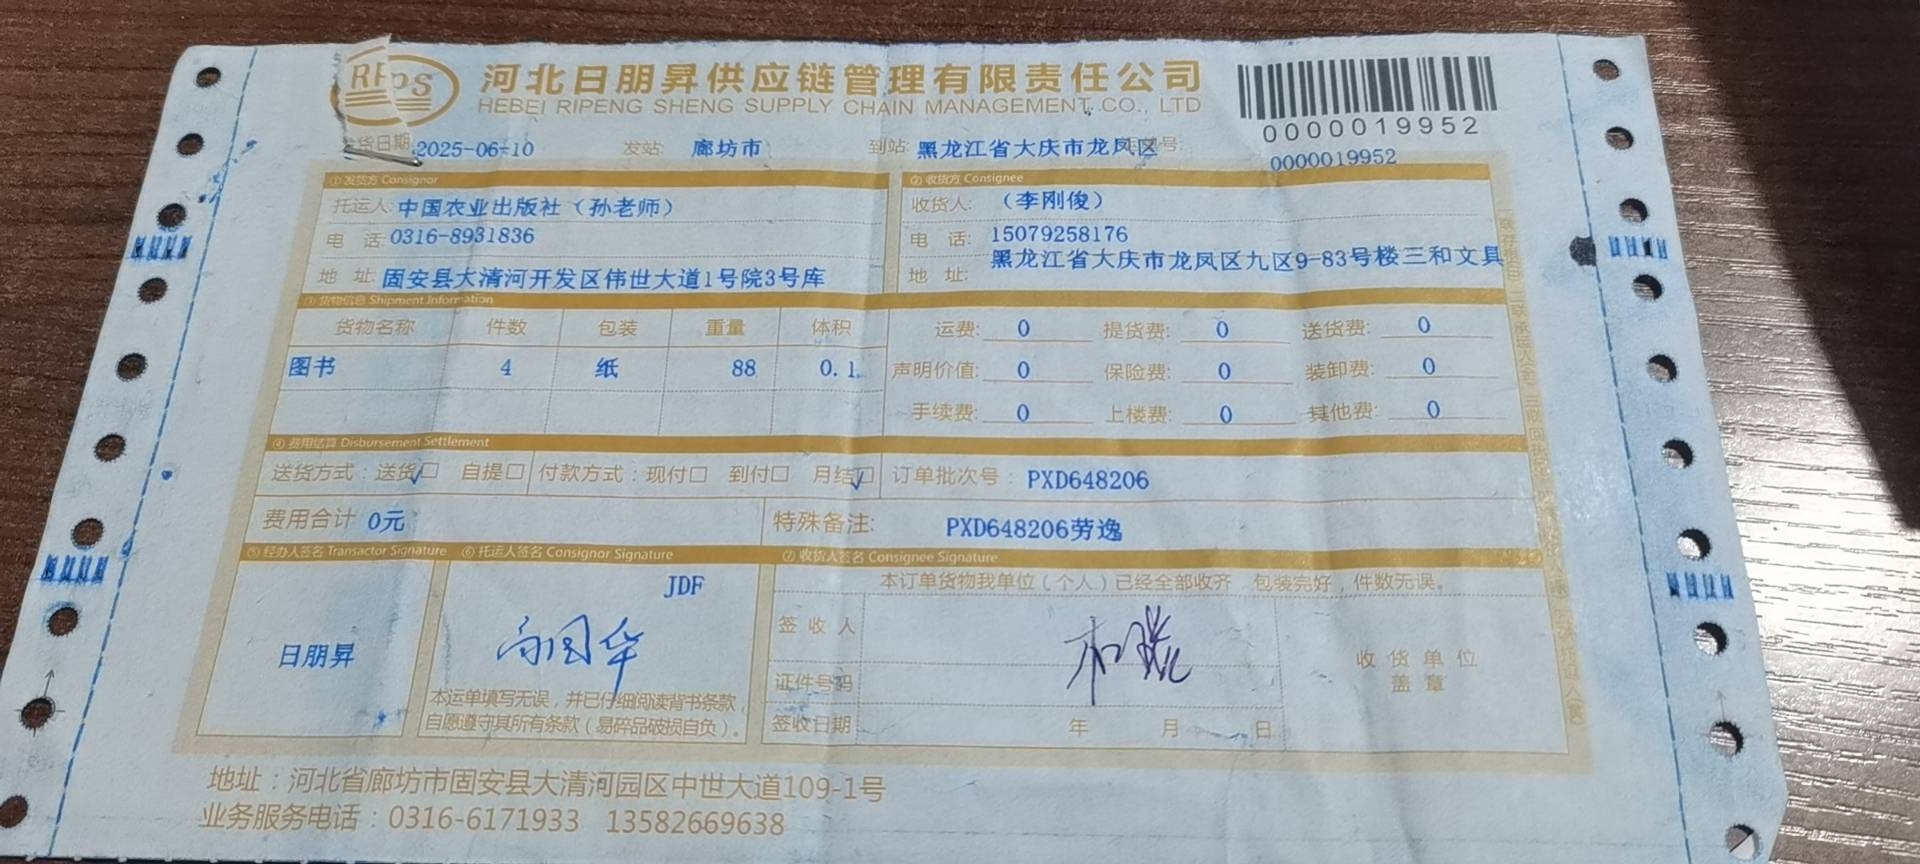 RPS 河北日朋昇供应链管理有限责任公司
HEBEI RIPENG SHENG SUPPLY CHAIN MANAGEMENT CO., LTD
0000019952
货日期 2025-06-10 发站: 廊坊市 到站: 黑龙江省大庆市龙凤区 号: 0000019952
① 发货方 Consignor
托运人: 中国农业出版社（孙老师）
电 话: 0316-8931836
地 址: 固安县大清河开发区伟世大道1号院3号库
② 收货方 Consignee
收货人: （李刚俊）
电 话: 15079258176
地 址: 黑龙江省大庆市龙凤区九区9-83号楼三和文具
③ 货物信息 Shipment Information
货物名称 件数 包装 重量 体积
图书 4 纸 88 0.1
运费: 0 提货费: 0 送货费: 0
声明价值: 0 保险费: 0 装卸费: 0
手续费: 0 上楼费: 0 其他费: 0
④ 费用结算 Disbursement Settlement
送货方式：送货☐√ 自提☐ 付款方式：现付☐ 到付☐ 月结☐√ 订单批次号： PXD648206
费用合计 0元 特殊备注: PXD648206劳逸
⑤ 经办人签名 Transactor Signature
日朋昇
⑥ 托运人签名 Consignor Signature
JDF
本运单填写无误，并已仔细阅读背书条款，
自愿遵守其所有条款（易碎品破损自负）。
⑦ 收货人签名 Consignee Signature
本订单货物我单位（个人）已经全部收齐，包装完好，件数无误。
签 收 人
证件号码
签收日期 年 月 日
收 货 单 位
盖 章
地址：河北省廊坊市固安县大清河园区中世大道109-1号
业务服务电话：0316-6171933 13582669638